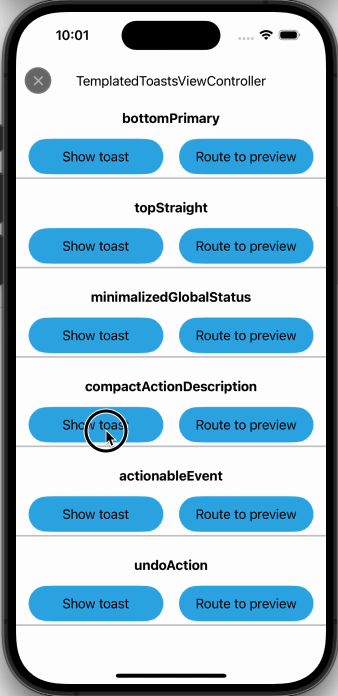 10:01
TemplatedToastsViewController
bottomPrimary
Show toast Route to preview
topStraight
Show toast Route to preview
minimalizedGlobalStatus
Show toast Route to preview
compactActionDescription
Show toast Route to preview
actionableEvent
Show toast Route to preview
undoAction
Show toast Route to preview